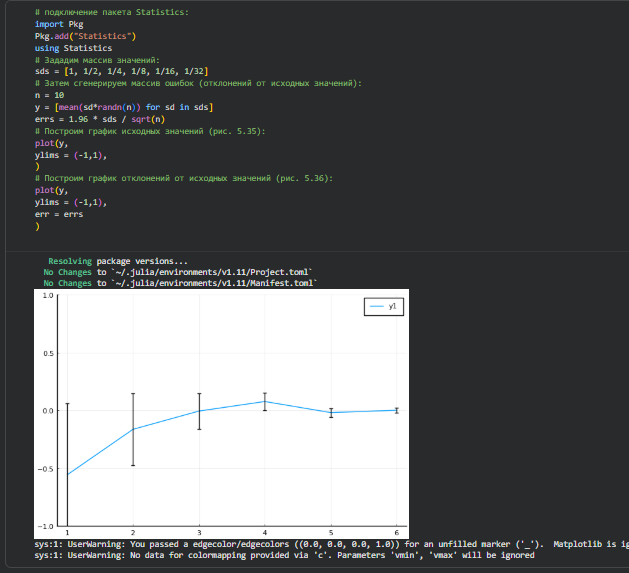 # подключение пакета Statistics:
import Pkg
Pkg.add("Statistics")
using Statistics
# Зададим массив значений:
sds = [1, 1/2, 1/4, 1/8, 1/16, 1/32]
# Затем сгенерируем массив ошибок (отклонений от исходных значений):
n = 10
y = [mean(sd*randn(n)) for sd in sds]
errs = 1.96 * sds / sqrt(n)
# Построим график исходных значений (рис. 5.35):
plot(y,
ylims = (-1,1),
)
# Построим график отклонений от исходных значений (рис. 5.36):
plot(y,
ylims = (-1,1),
err = errs
)
Resolving package versions...
No Changes to `~/.julia/environments/v1.11/Project.toml`
No Changes to `~/.julia/environments/v1.11/Manifest.toml`
1.0
y1
0.5
0.0
−0.5
−1.0
1 2 3 4 5 6
sys:1: UserWarning: You passed a edgecolor/edgecolors ((0.0, 0.0, 0.0, 1.0)) for an unfilled marker ('_'). Matplotlib is ig
sys:1: UserWarning: No data for colormapping provided via 'c'. Parameters 'vmin', 'vmax' will be ignored